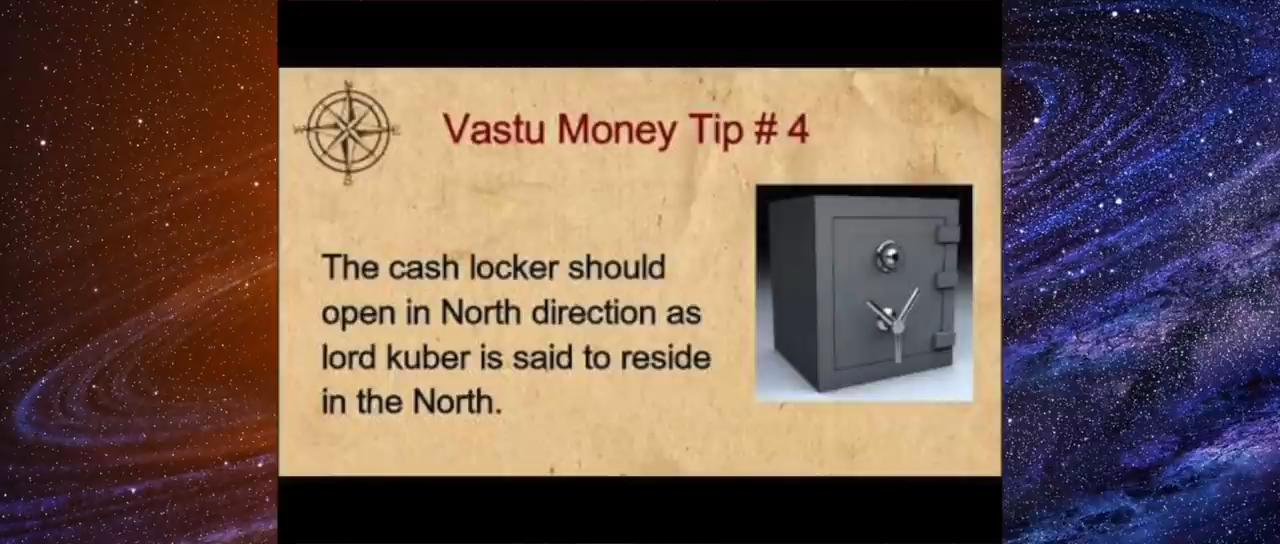 N
W E
S
Vastu Money Tip # 4
The cash locker should
open in North direction as
lord kuber is said to reside
in the North.